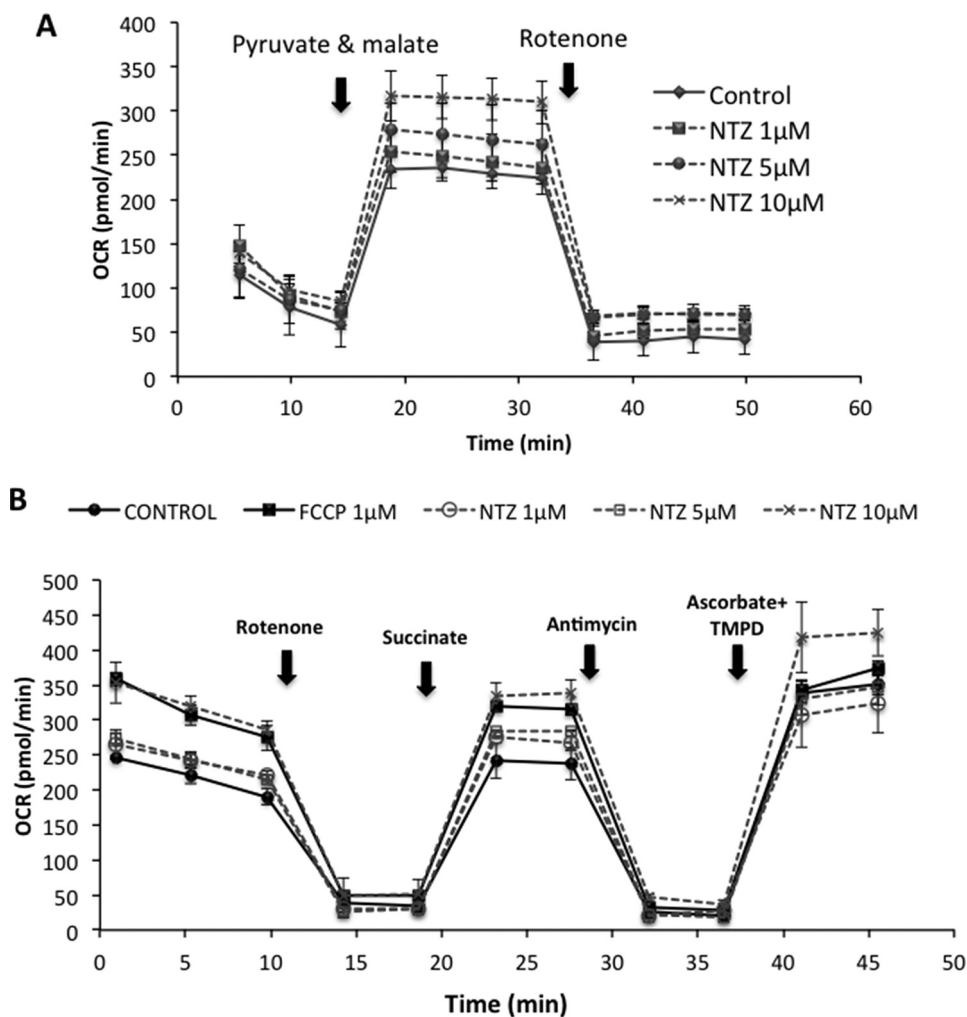 A
Pyruvate & malate
Rotenone
Control
NTZ 1µM
NTZ 5µM
NTZ 10µM
OCR (pmol/min)
400
350
300
250
200
150
100
50
0
0 10 20 30 40 50 60
Time (min)
B
CONTROL FCCP 1µM NTZ 1µM NTZ 5µM NTZ 10µM
Rotenone
Succinate
Antimycin
Ascorbate+
TMPD
OCR (pmol/min)
500
450
400
350
300
250
200
150
100
50
0
0 5 10 15 20 25 30 35 40 45 50
Time (min)